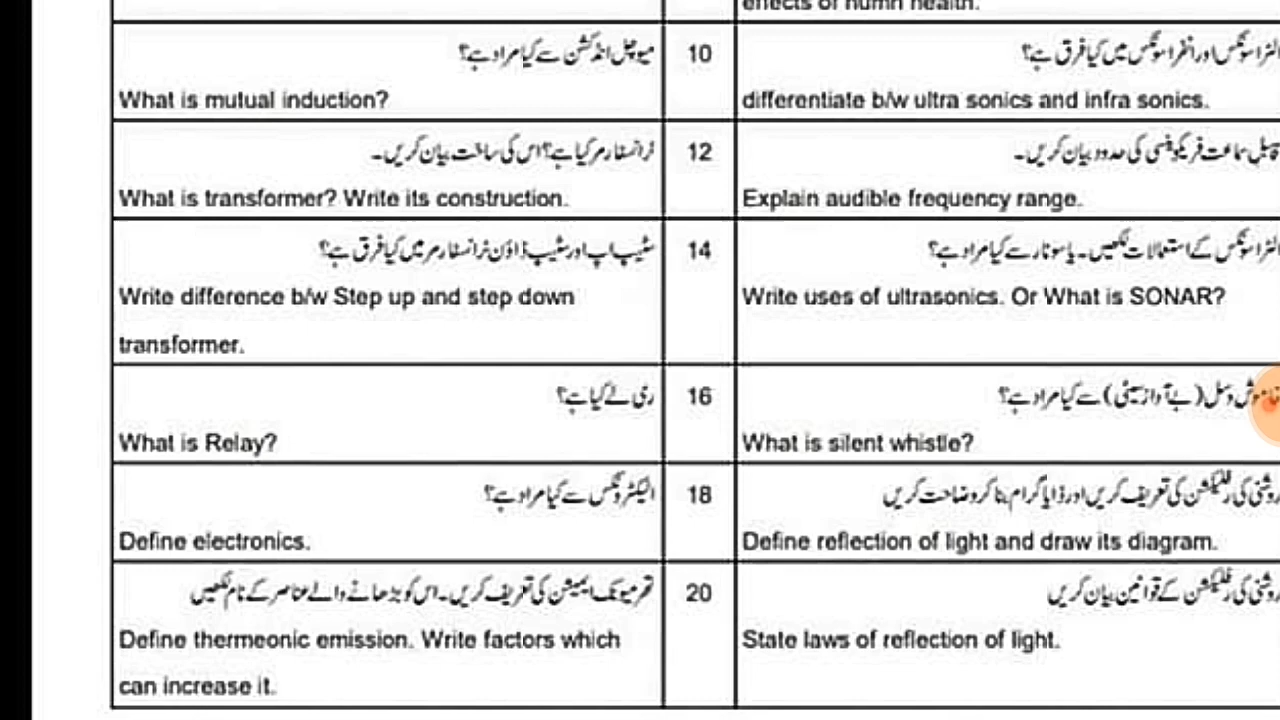 effects of humn health.
میوچل انڈکشن سے کیا مراد ہے؟
What is mutual induction?
10
الٹراسونکس اور انفراسونکس میں کیا فرق ہے؟
differentiate b/w ultra sonics and infra sonics.
ٹرانسفارمر کیا ہے؟ اس کی ساخت بیان کریں۔
What is transformer? Write its construction.
12
قابل سماعت فریکوئنسی کی حدود بیان کریں۔
Explain audible frequency range.
سٹیپ اپ اور سٹیپ ڈاؤن ٹرانسفارمر میں کیا فرق ہے؟
Write difference b/w Step up and step down
transformer.
14
الٹراسونکس کے استعمالات لکھیں۔ یا سونار سے کیا مراد ہے؟
Write uses of ultrasonics. Or What is SONAR?
ری لے کیا ہے؟
What is Relay?
16
خاموش وسل (بے آواز سیٹی) سے کیا مراد ہے؟
What is silent whistle?
الیکٹرونکس سے کیا مراد ہے؟
Define electronics.
18
روشنی کی رفلیکشن کی تعریف کریں اور ڈایا گرام بنا کر وضاحت کریں
Define reflection of light and draw its diagram.
تھرمیونک ایمیشن کی تعریف کریں۔ اس کو بڑھانے والے عناصر کے نام لکھیں
Define thermeonic emission. Write factors which
can increase it.
20
روشنی کی رفلیکشن کے قوانین بیان کریں
State laws of reflection of light.